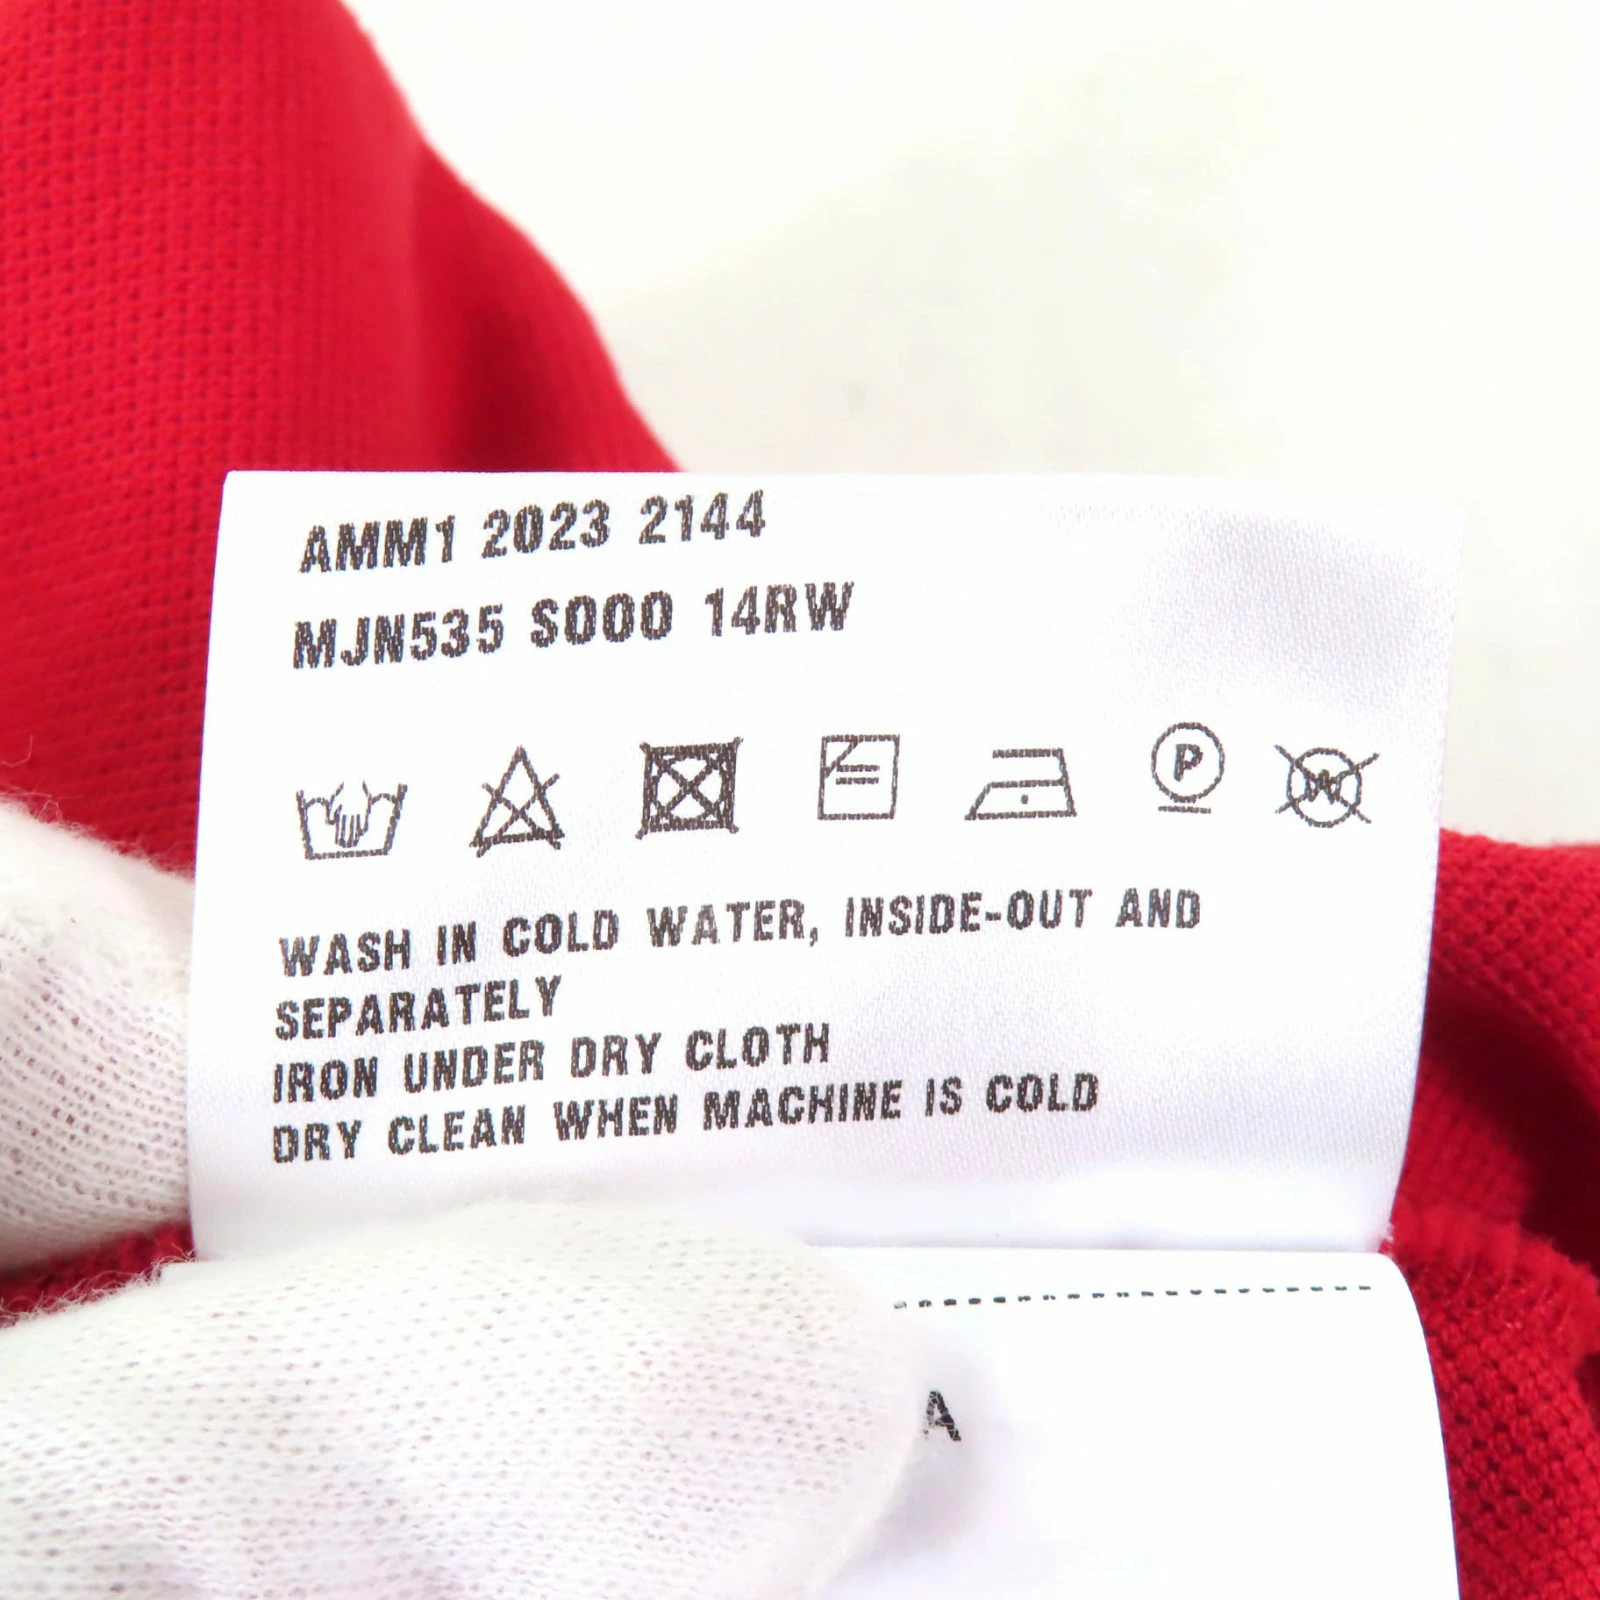 AMM1 2023 2144
MJN535 S000 14RW
P W
WASH IN COLD WATER, INSIDE-OUT AND
SEPARATELY
IRON UNDER DRY CLOTH
DRY CLEAN WHEN MACHINE IS COLD
A